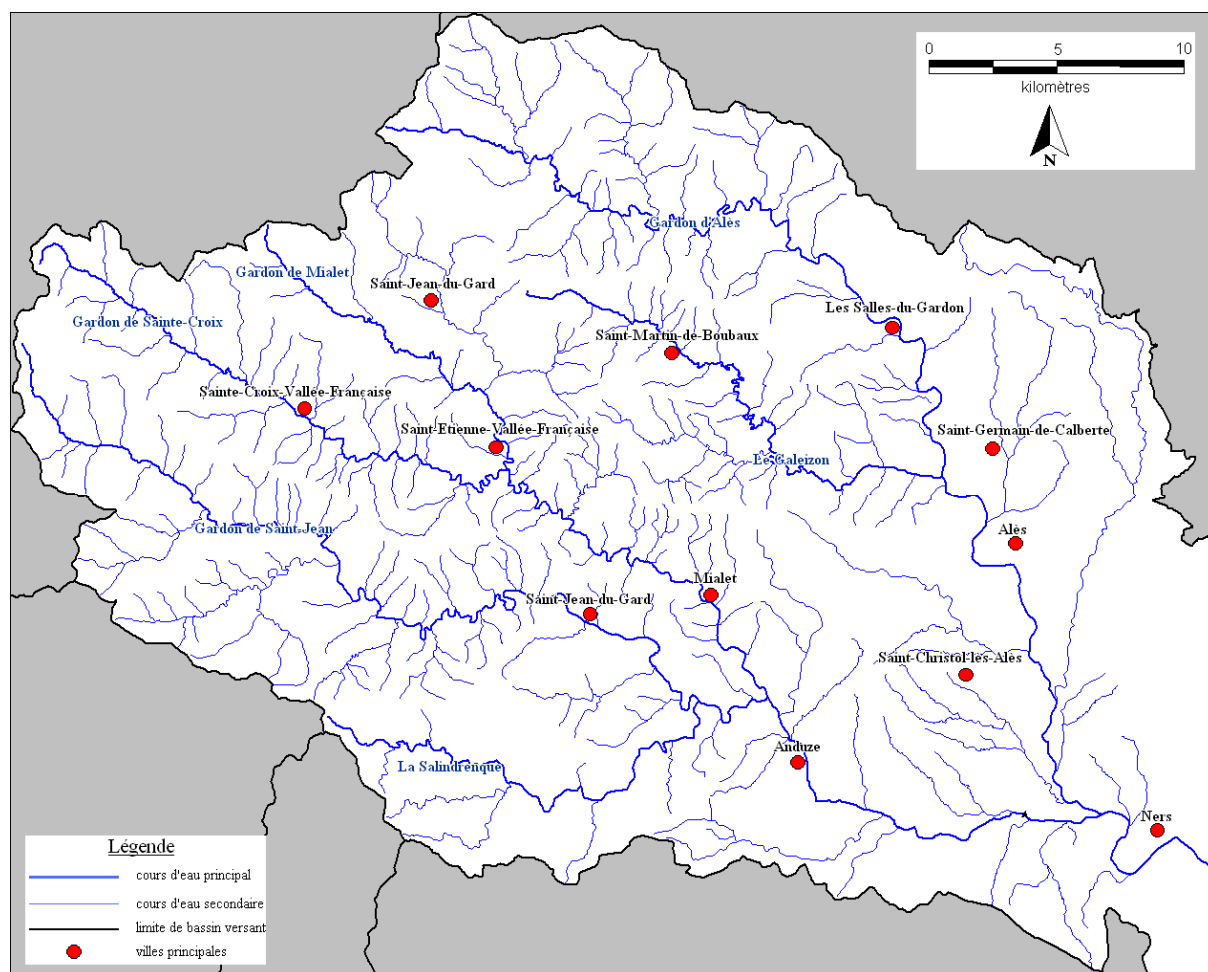 0 5 10
kilomètres
N
Gardon d'Alès
Gardon de Mialet
Saint-Jean-du-Gard
Les Salles-du-Gardon
Gardon de Sainte-Croix
Saint-Martin-de-Boubaux
Sainte-Croix-Vallée-Française
Saint-Etienne-Vallée-Française
Saint-Germain-de-Calberte
Le Galeizon
Gardon de Saint-Jean
Alès
Mialet
Saint-Jean-du-Gard
Saint-Christol-lès-Alès
Anduze
La Salindrenque
Ners
Légende
cours d'eau principal
cours d'eau secondaire
limite de bassin versant
villes principales